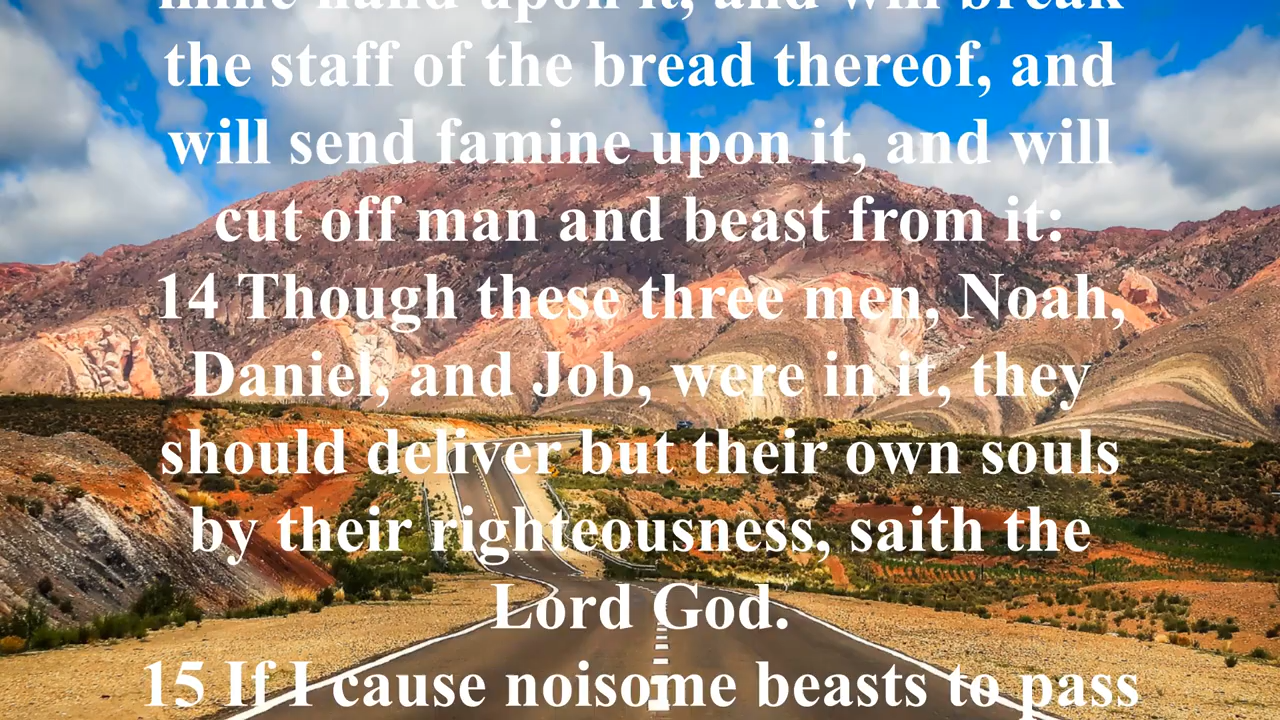 mine hand upon it, and will break
the staff of the bread thereof, and
will send famine upon it, and will
cut off man and beast from it:
14 Though these three men, Noah,
Daniel, and Job, were in it, they
should deliver but their own souls
by their righteousness, saith the
Lord God.
15 If I cause noisome beasts to pass